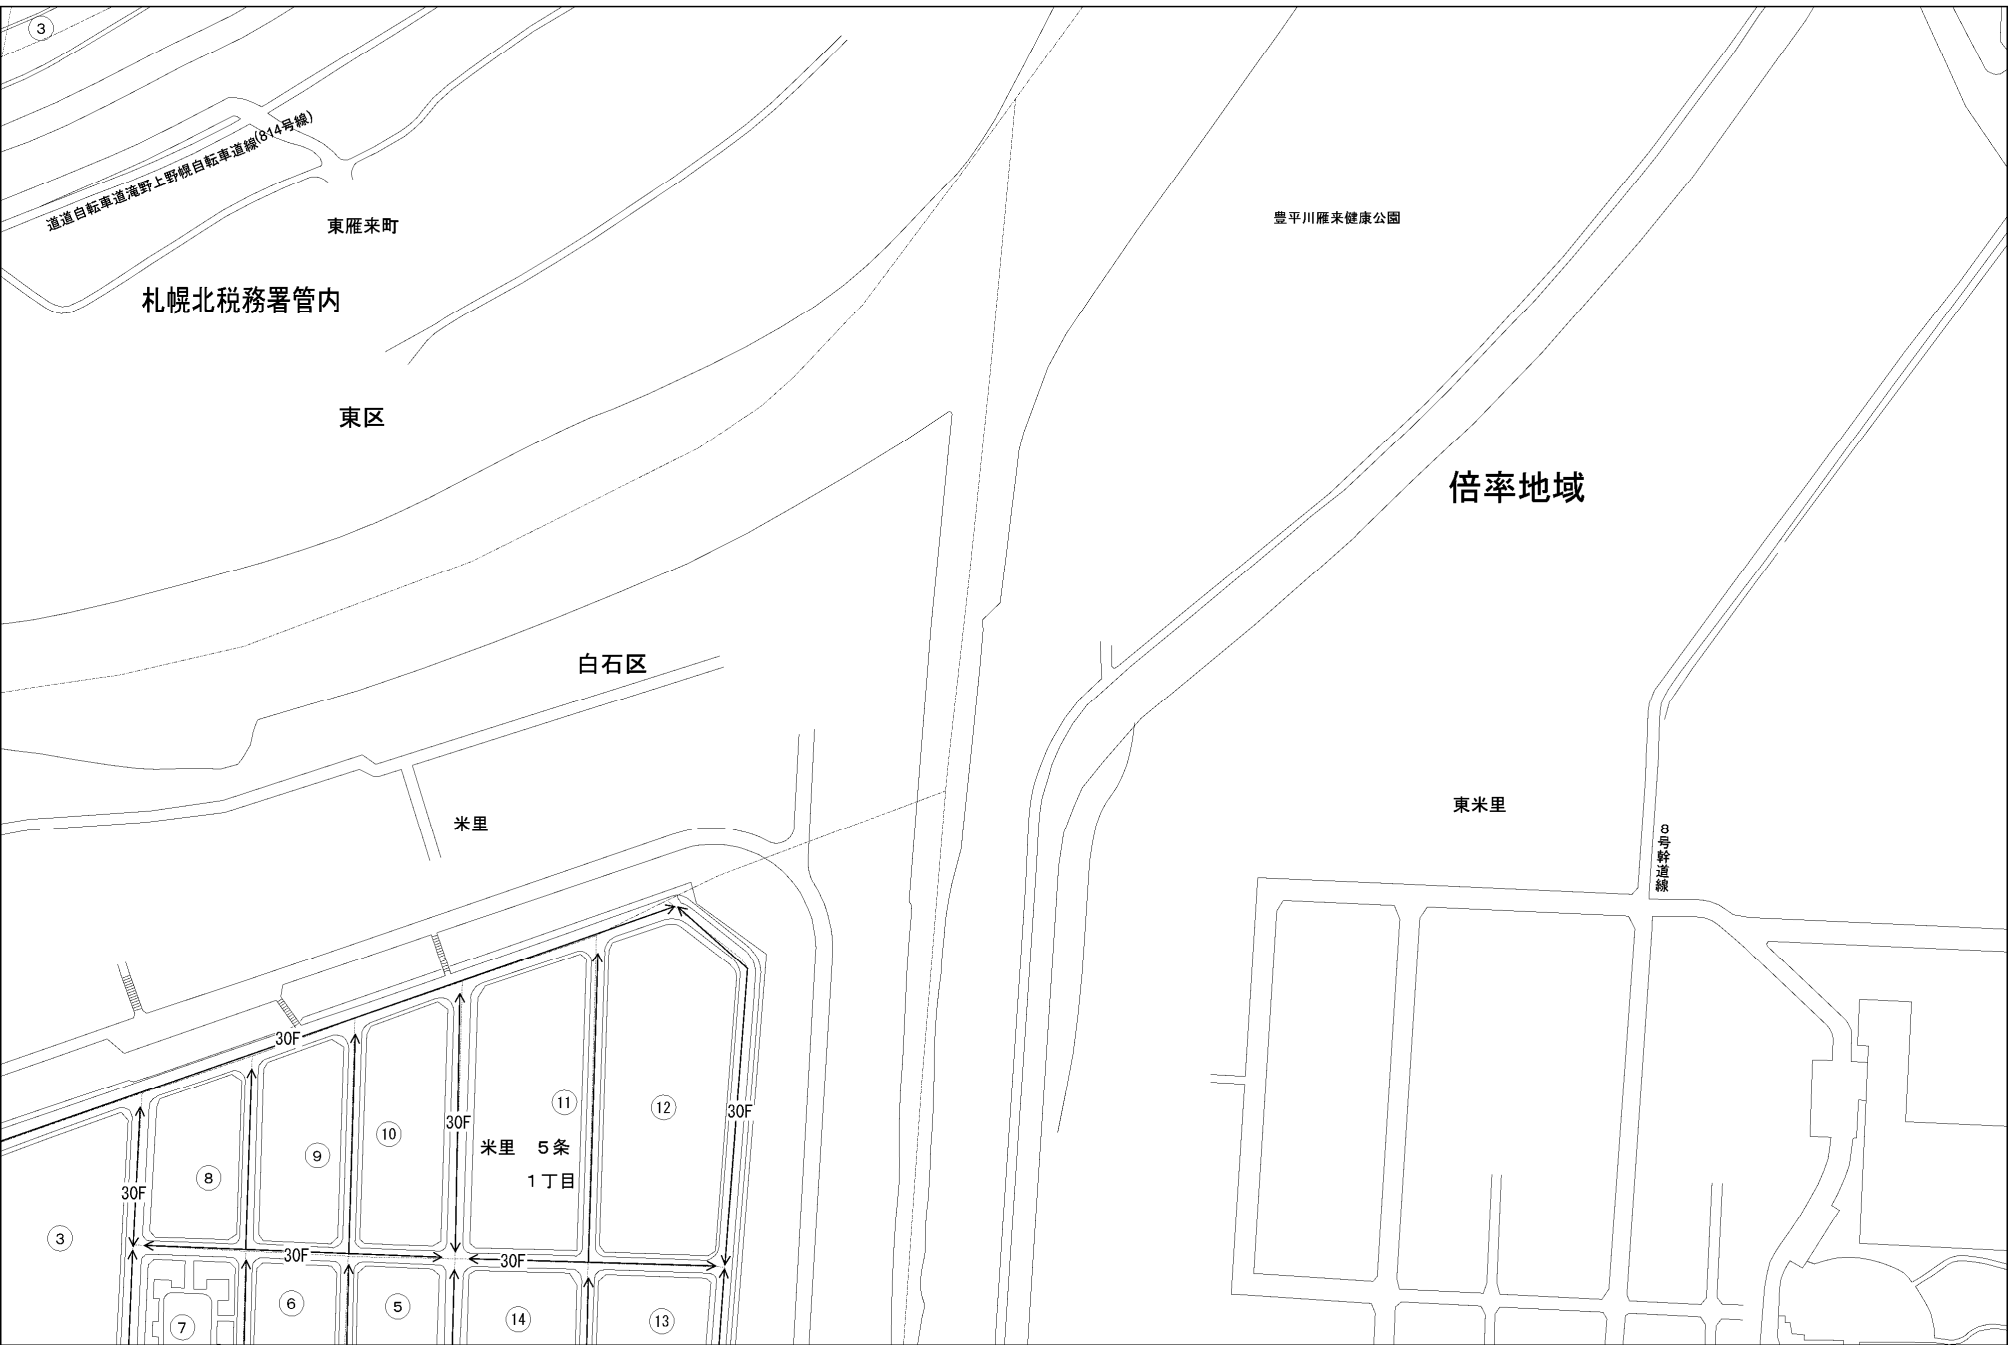 ③
道道自転車道滝野上野幌自転車道線(814号線)
東雁来町
豊平川雁来健康公園
札幌北税務署管内
東区
倍率地域
白石区
東米里
米里
8号幹道線
30F
⑪
⑫
30F
30F
⑩
米里 5条
⑨
1丁目
⑧
30F
③
30F
30F
⑥
⑤
⑭
⑬
⑦